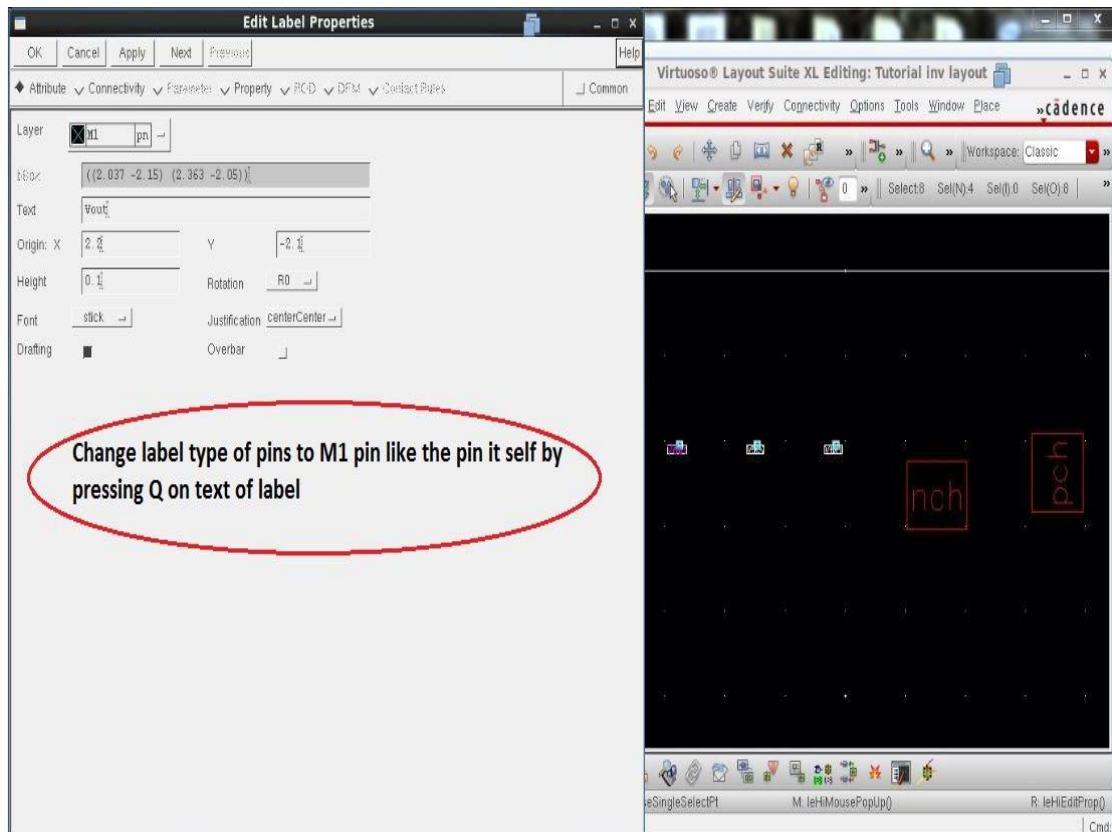 Edit Label Properties
OK Cancel Apply Next Previous Help
Attribute Connectivity Parameter Property ROD DFM Contact Rules Common
Layer M1 pn
bBox ((2.037 -2.15) (2.363 -2.05))
Text Vout
Origin: X 2.2 Y -2.1
Height 0.1 Rotation R0
Font stick Justification centerCenter
Drafting Overbar
Change label type of pins to M1 pin like the pin it self by
pressing Q on text of label
Virtuoso® Layout Suite XL Editing: Tutorial inv layout
Edit View Create Verify Connectivity Options Tools Window Place cādence
» » » Workspace: Classic »
0 » Select:8 Sel(N):4 Sel(I):0 Sel(O):8 »
nch
pch
eSingleSelectPt M: leHiMousePopUp() R: leHiEditProp()
Cmd: